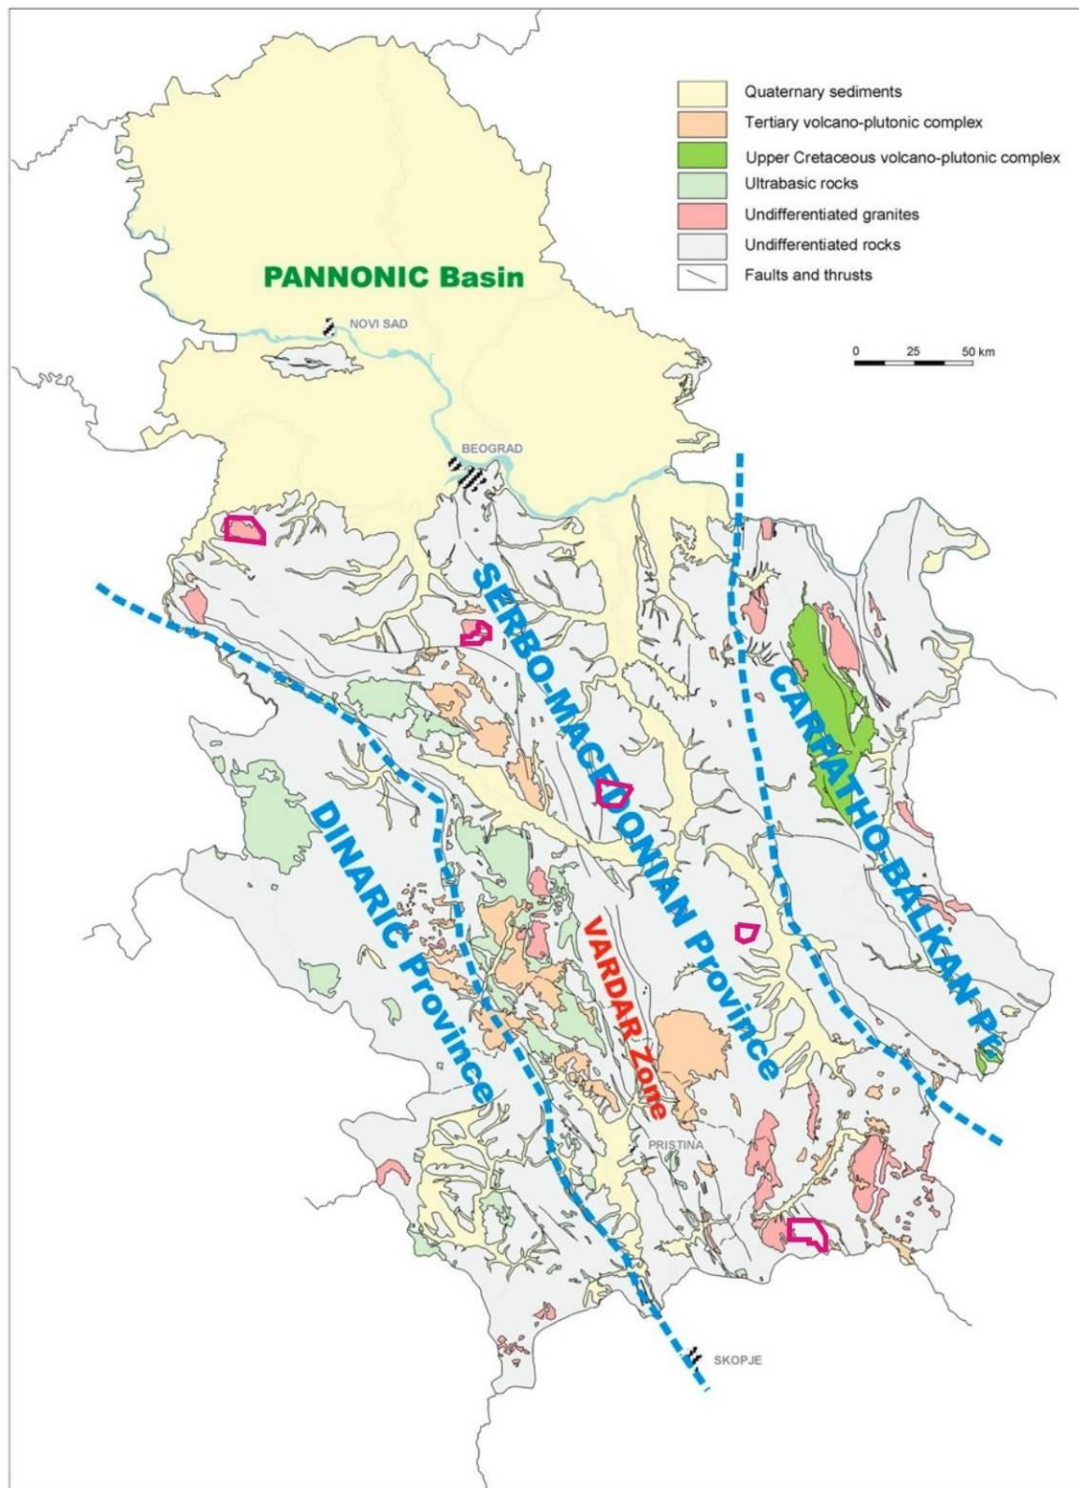 Quaternary sediments
Tertiary volcano-plutonic complex
Upper Cretaceous volcano-plutonic complex
Ultrabasic rocks
Undifferentiated granites
Undifferentiated rocks
Faults and thrusts
PANNONIC Basin
NOVI SAD
0 25 50 km
BEOGRAD
SERBO-MACEDONIAN Province
CARPATHO-BALKAN Pr.
DINARIC Province
VARDAR Zone
PRISTINA
SKOPJE